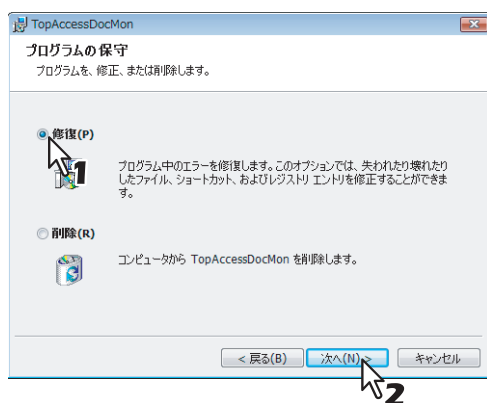 TopAccessDocMon
プログラムの保守
プログラムを、修正、または削除します。
修復(P)
1
プログラム中のエラーを修復します。このオプションでは、失われたり壊れたり
したファイル、ショートカット、およびレジストリ エントリを修正することができま
す。
削除(R)
コンピュータから TopAccessDocMon を削除します。
< 戻る(B) 次へ(N) > キャンセル
2